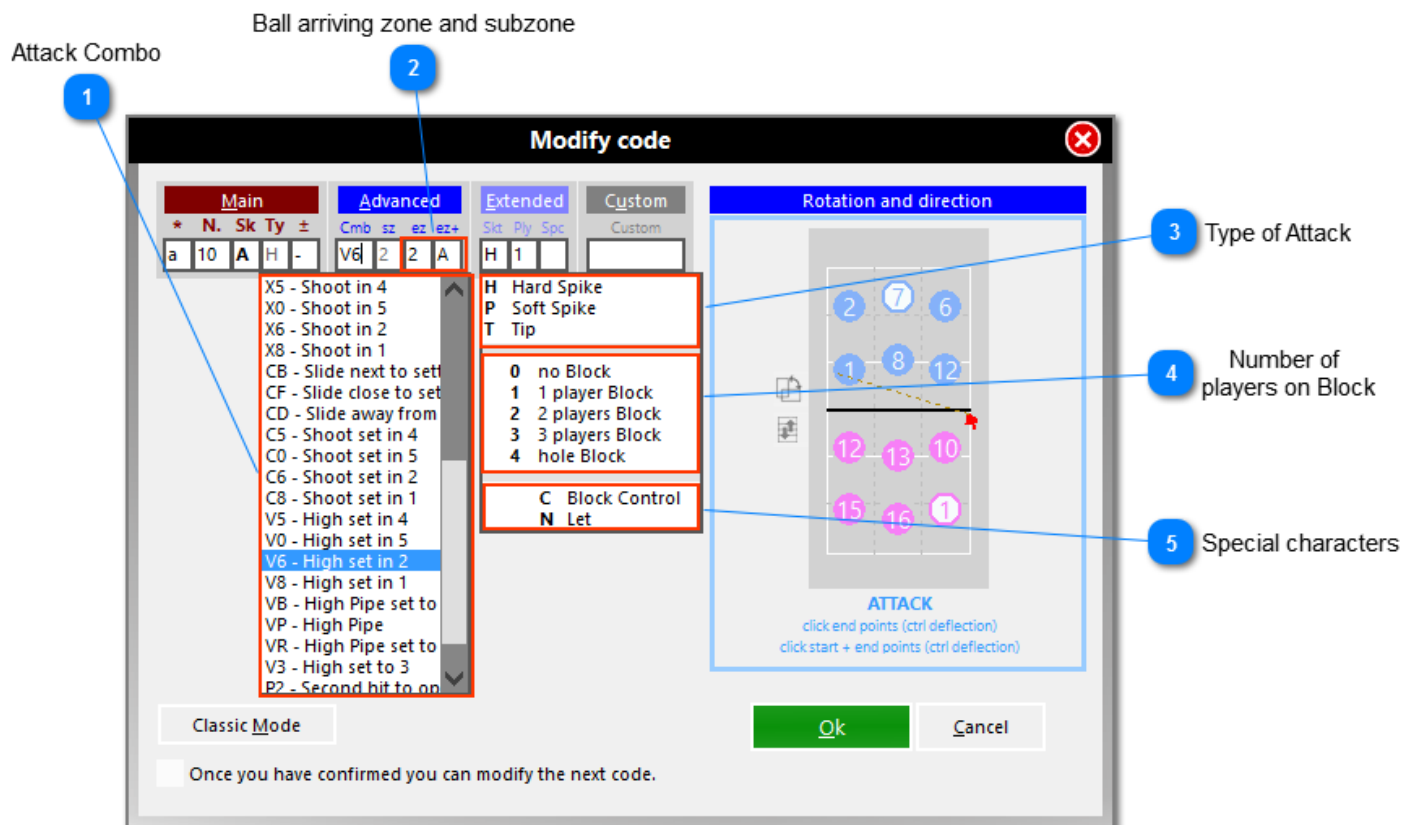 Ball arriving zone and subzone
Attack Combo
2
1
Modify code
Main
Advanced
Extended
Custom
Rotation and direction
* N. Sk Ty ±
Cmb sz ez ez+
Skt Ply Spc
Custom
a 10 A H -
V6 2 2 A
H 1
X5 - Shoot in 4
X0 - Shoot in 5
X6 - Shoot in 2
X8 - Shoot in 1
CB - Slide next to sett
CF - Slide close to set
CD - Slide away from
C5 - Shoot set in 4
C0 - Shoot set in 5
C6 - Shoot set in 2
C8 - Shoot set in 1
V5 - High set in 4
V0 - High set in 5
V6 - High set in 2
V8 - High set in 1
VB - High Pipe set to
VP - High Pipe
VR - High Pipe set to
V3 - High set to 3
P2 - Second hit to op
H Hard Spike
P Soft Spike
T Tip
0 no Block
1 1 player Block
2 2 players Block
3 3 players Block
4 hole Block
C Block Control
N Let
2 7 6
1 8 12
12 13 10
15 16 1
ATTACK
click end points (ctrl deflection)
click start + end points (ctrl deflection)
3 Type of Attack
4 Number of
players on Block
5 Special characters
Classic Mode
Ok
Cancel
Once you have confirmed you can modify the next code.